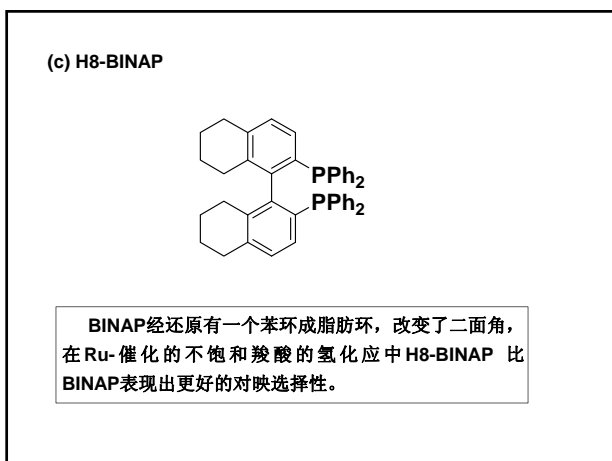 (c) H8-BINAP
PPh2
PPh2
BINAP经还原有一个苯环成脂肪环，改变了二面角，
在Ru-催化的不饱和羧酸的氢化应中H8-BINAP 比
BINAP表现出更好的对映选择性。